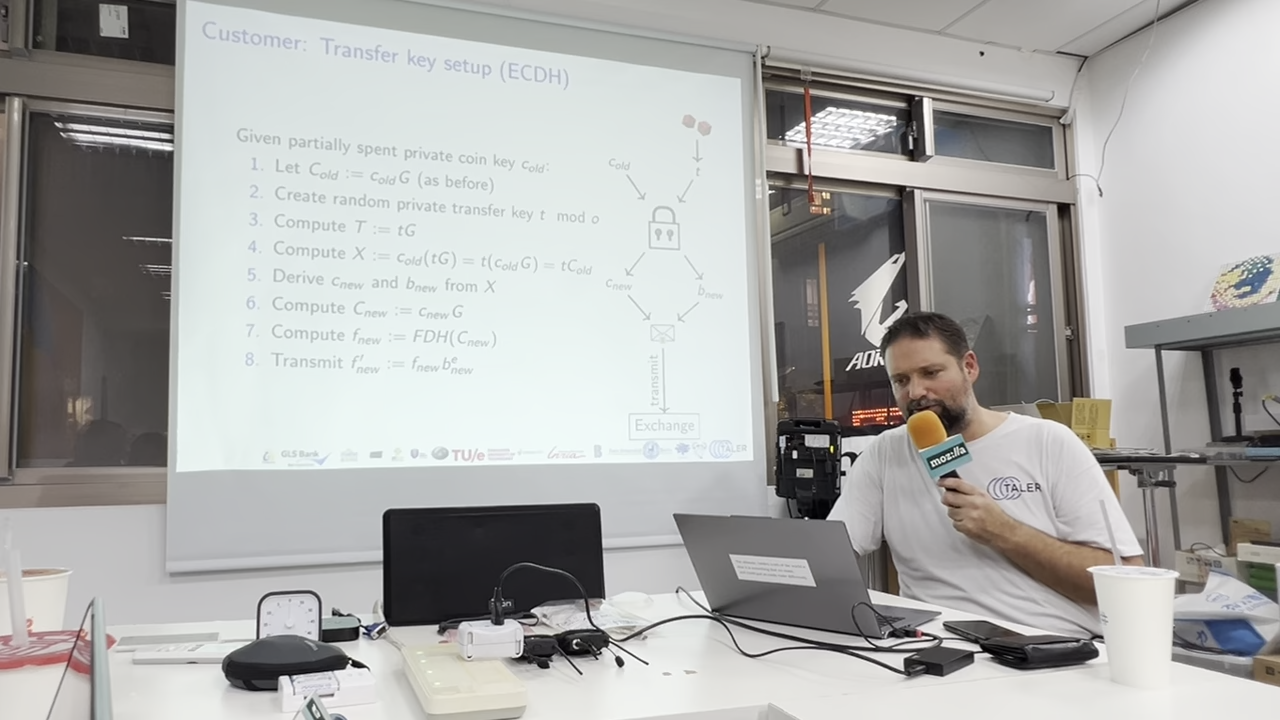 Customer: Transfer key setup (ECDH)
Given partially spent private coin key c_old:
1. Let C_old := c_old G (as before)
2. Create random private transfer key t mod o
3. Compute T := tG
4. Compute X := c_old(tG) = t(c_old G) = tC_old
5. Derive c_new and b_new from X
6. Compute C_new := c_new G
7. Compute f_new := FDH(C_new)
8. Transmit f'_new := f_new b^e_new
c_old
t
c_new
b_new
transmit
Exchange
GLS Bank
TU/e
TALER
AOR
moz://a
TALER